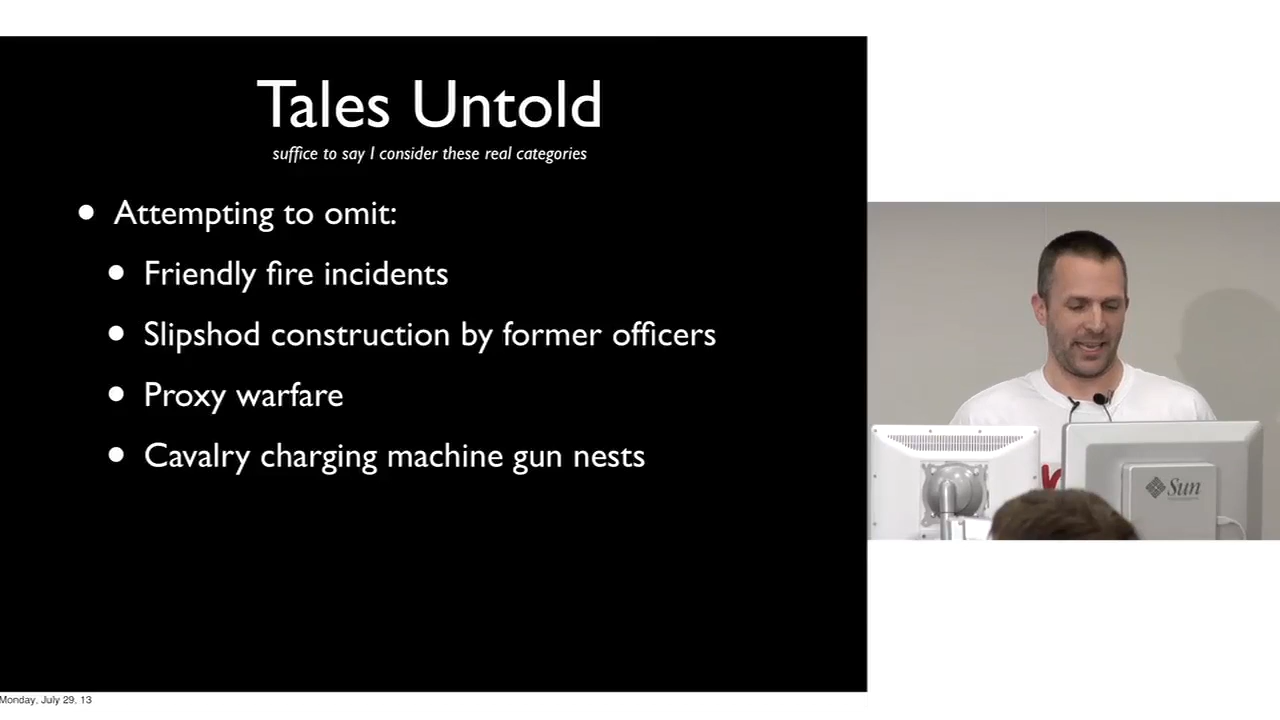 Tales Untold
suffice to say I consider these real categories
• Attempting to omit:
• Friendly fire incidents
• Slipshod construction by former officers
• Proxy warfare
• Cavalry charging machine gun nests
Sun
Monday, July 29, 13